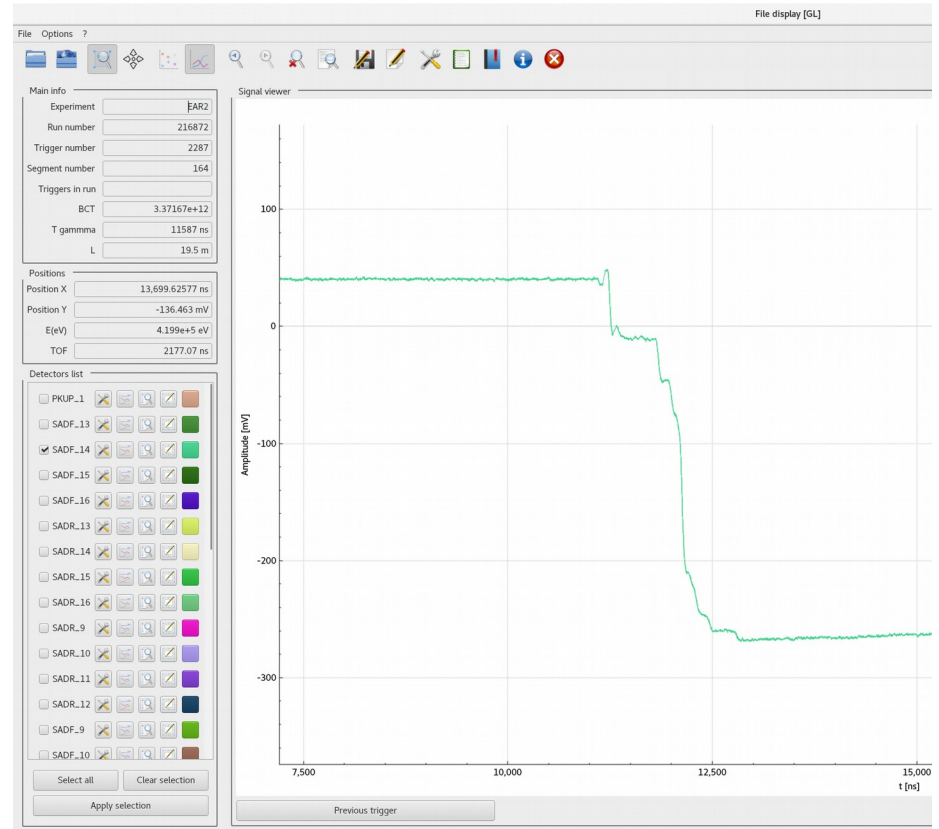 File display [GL]
File Options ?
Main info
Experiment EAR2
Run number 216872
Trigger number 2287
Segment number 164
Triggers in run
BCT 3.37167e+12
T gammma 11587 ns
L 19.5 m
Positions
Position X 13,699.62577 ns
Position Y -136.463 mV
E(eV) 4.199e+5 eV
TOF 2177.07 ns
Detectors list
PKUP_1
SADF_13
SADF_14
SADF_15
SADF_16
SADR_13
SADR_14
SADR_15
SADR_16
SADR_9
SADR_10
SADR_11
SADR_12
SADF_9
SADF_10
Select all Clear selection
Apply selection
Signal viewer
100
0
-100
-200
-300
Amplitude [mV]
7,500 10,000 12,500 15,000
t [ns]
Previous trigger